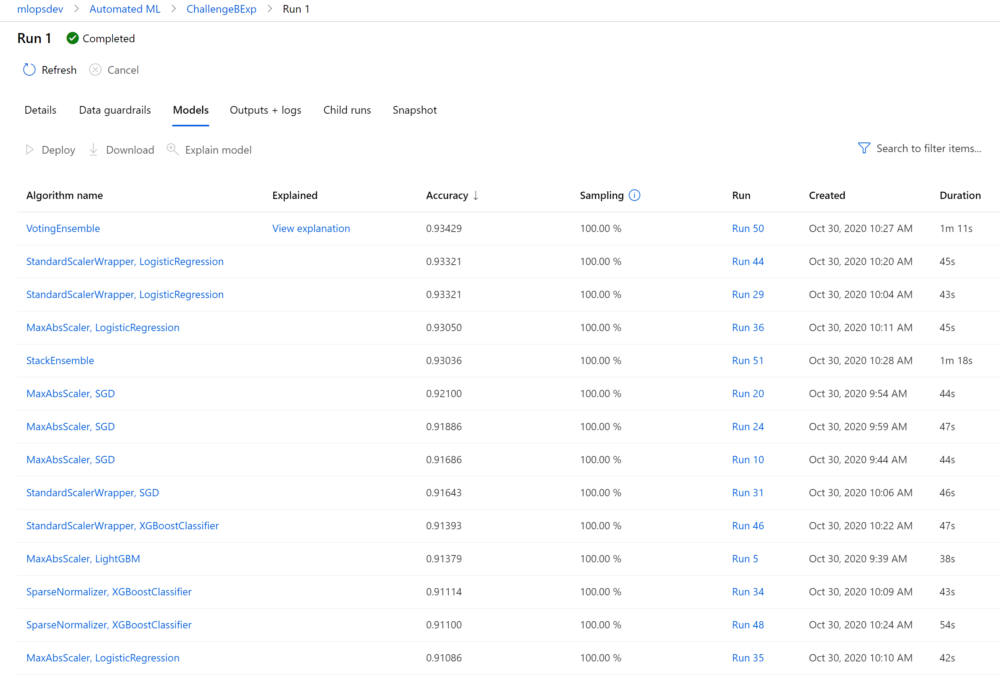 mlopsdev > Automated ML > ChallengeBExp > Run 1
Run 1 Completed
Refresh Cancel
Details Data guardrails Models Outputs + logs Child runs Snapshot
Deploy Download Explain model Search to filter items...
Algorithm name Explained Accuracy ↓ Sampling Run Created Duration
VotingEnsemble View explanation 0.93429 100.00 % Run 50 Oct 30, 2020 10:27 AM 1m 11s
StandardScalerWrapper, LogisticRegression 0.93321 100.00 % Run 44 Oct 30, 2020 10:20 AM 45s
StandardScalerWrapper, LogisticRegression 0.93321 100.00 % Run 29 Oct 30, 2020 10:04 AM 43s
MaxAbsScaler, LogisticRegression 0.93050 100.00 % Run 36 Oct 30, 2020 10:11 AM 45s
StackEnsemble 0.93036 100.00 % Run 51 Oct 30, 2020 10:28 AM 1m 18s
MaxAbsScaler, SGD 0.92100 100.00 % Run 20 Oct 30, 2020 9:54 AM 44s
MaxAbsScaler, SGD 0.91886 100.00 % Run 24 Oct 30, 2020 9:59 AM 47s
MaxAbsScaler, SGD 0.91686 100.00 % Run 10 Oct 30, 2020 9:44 AM 44s
StandardScalerWrapper, SGD 0.91643 100.00 % Run 31 Oct 30, 2020 10:06 AM 46s
StandardScalerWrapper, XGBoostClassifier 0.91393 100.00 % Run 46 Oct 30, 2020 10:22 AM 47s
MaxAbsScaler, LightGBM 0.91379 100.00 % Run 5 Oct 30, 2020 9:39 AM 38s
SparseNormalizer, XGBoostClassifier 0.91114 100.00 % Run 34 Oct 30, 2020 10:09 AM 43s
SparseNormalizer, XGBoostClassifier 0.91100 100.00 % Run 48 Oct 30, 2020 10:24 AM 54s
MaxAbsScaler, LogisticRegression 0.91086 100.00 % Run 35 Oct 30, 2020 10:10 AM 42s